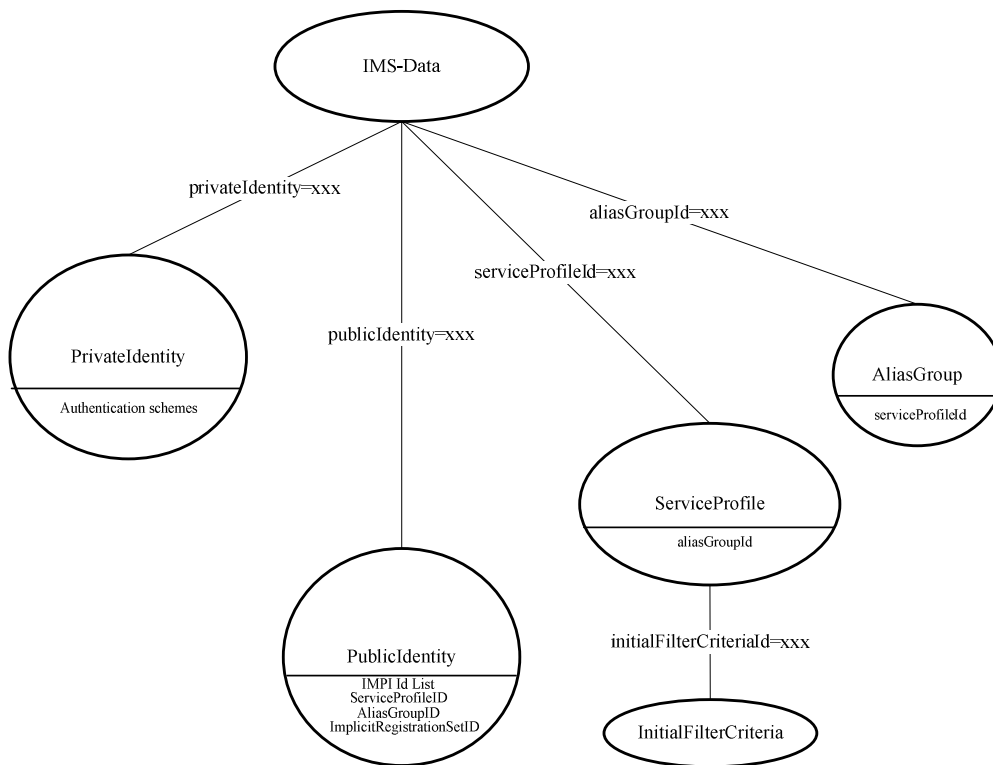 IMS-Data
privateIdentity=xxx
aliasGroupId=xxx
serviceProfileId=xxx
publicIdentity=xxx
PrivateIdentity
Authentication schemes
AliasGroup
serviceProfileId
ServiceProfile
aliasGroupId
initialFilterCriteriaId=xxx
PublicIdentity
IMPI Id List
ServiceProfileID
AliasGroupID
ImplicitRegistrationSetID
InitialFilterCriteria